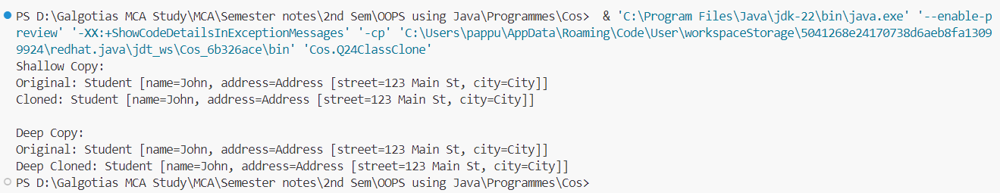 PS D:\Galgotias MCA Study\MCA\Semester notes\2nd Sem\OOPS using Java\Programmes\Cos>  & 'C:\Program Files\Java\jdk-22\bin\java.exe' '--enable-p
review' '-XX:+ShowCodeDetailsInExceptionMessages' '-cp' 'C:\Users\pappu\AppData\Roaming\Code\User\workspaceStorage\5041268e24170738d6aeb8fa1309
9924\redhat.java\jdt_ws\Cos_6b326ace\bin' 'Cos.Q24ClassClone'
Shallow Copy:
Original: Student [name=John, address=Address [street=123 Main St, city=City]]
Cloned: Student [name=John, address=Address [street=123 Main St, city=City]]

Deep Copy:
Original: Student [name=John, address=Address [street=123 Main St, city=City]]
Deep Cloned: Student [name=John, address=Address [street=123 Main St, city=City]]
PS D:\Galgotias MCA Study\MCA\Semester notes\2nd Sem\OOPS using Java\Programmes\Cos>